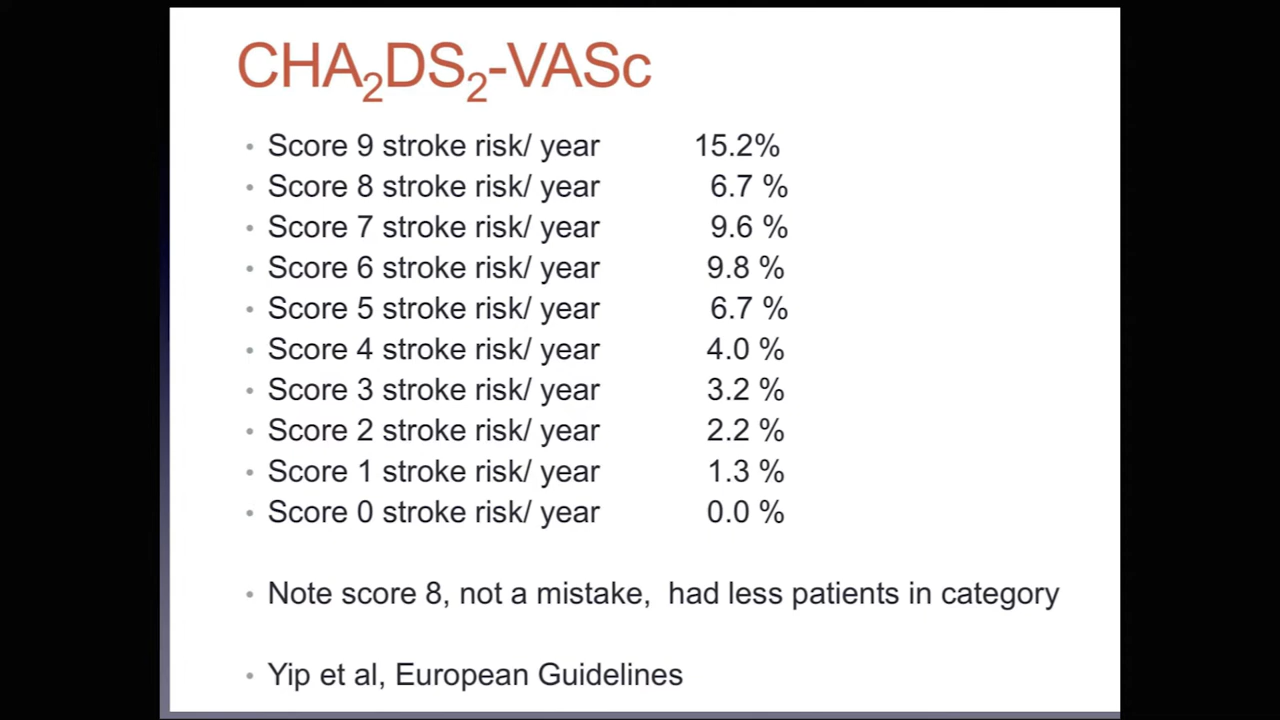 CHA₂DS₂-VASc
• Score 9 stroke risk/ year 15.2%
• Score 8 stroke risk/ year 6.7 %
• Score 7 stroke risk/ year 9.6 %
• Score 6 stroke risk/ year 9.8 %
• Score 5 stroke risk/ year 6.7 %
• Score 4 stroke risk/ year 4.0 %
• Score 3 stroke risk/ year 3.2 %
• Score 2 stroke risk/ year 2.2 %
• Score 1 stroke risk/ year 1.3 %
• Score 0 stroke risk/ year 0.0 %
• Note score 8, not a mistake, had less patients in category
• Yip et al, European Guidelines